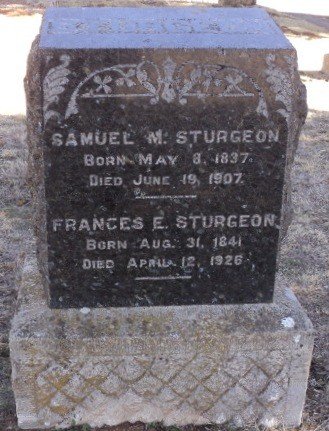 SAMUEL M. STURGEON
BORN MAY 8, 1837.
DIED JUNE 19, 1907.
FRANCES E. STURGEON
BORN AUG. 31, 1841
DIED APRIL 12, 1926.